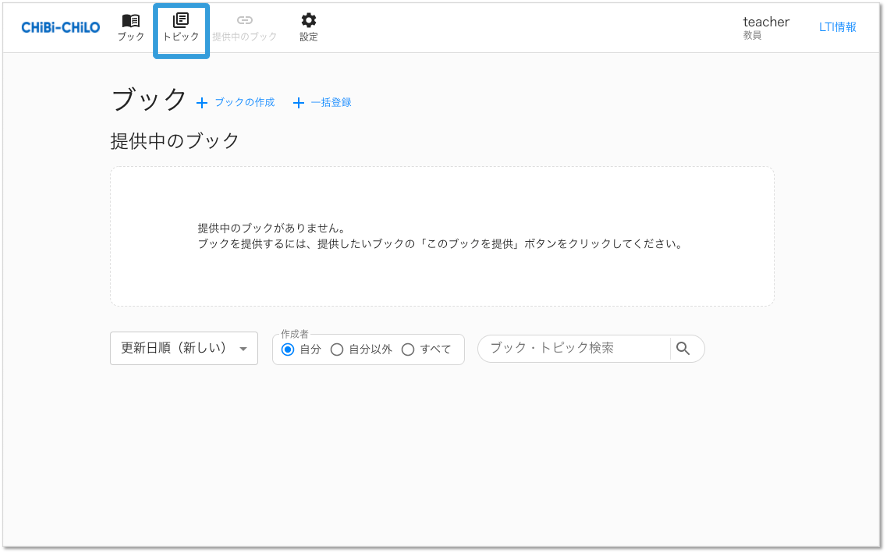 CHiBi-CHiLO
ブック
トピック
提供中のブック
設定
teacher
教員
LTI情報
ブック
ブックの作成
一括登録
提供中のブック
提供中のブックがありません。
ブックを提供するには、提供したいブックの「このブックを提供」ボタンをクリックしてください。
更新日順（新しい）
作成者
自分
自分以外
すべて
ブック・トピック検索